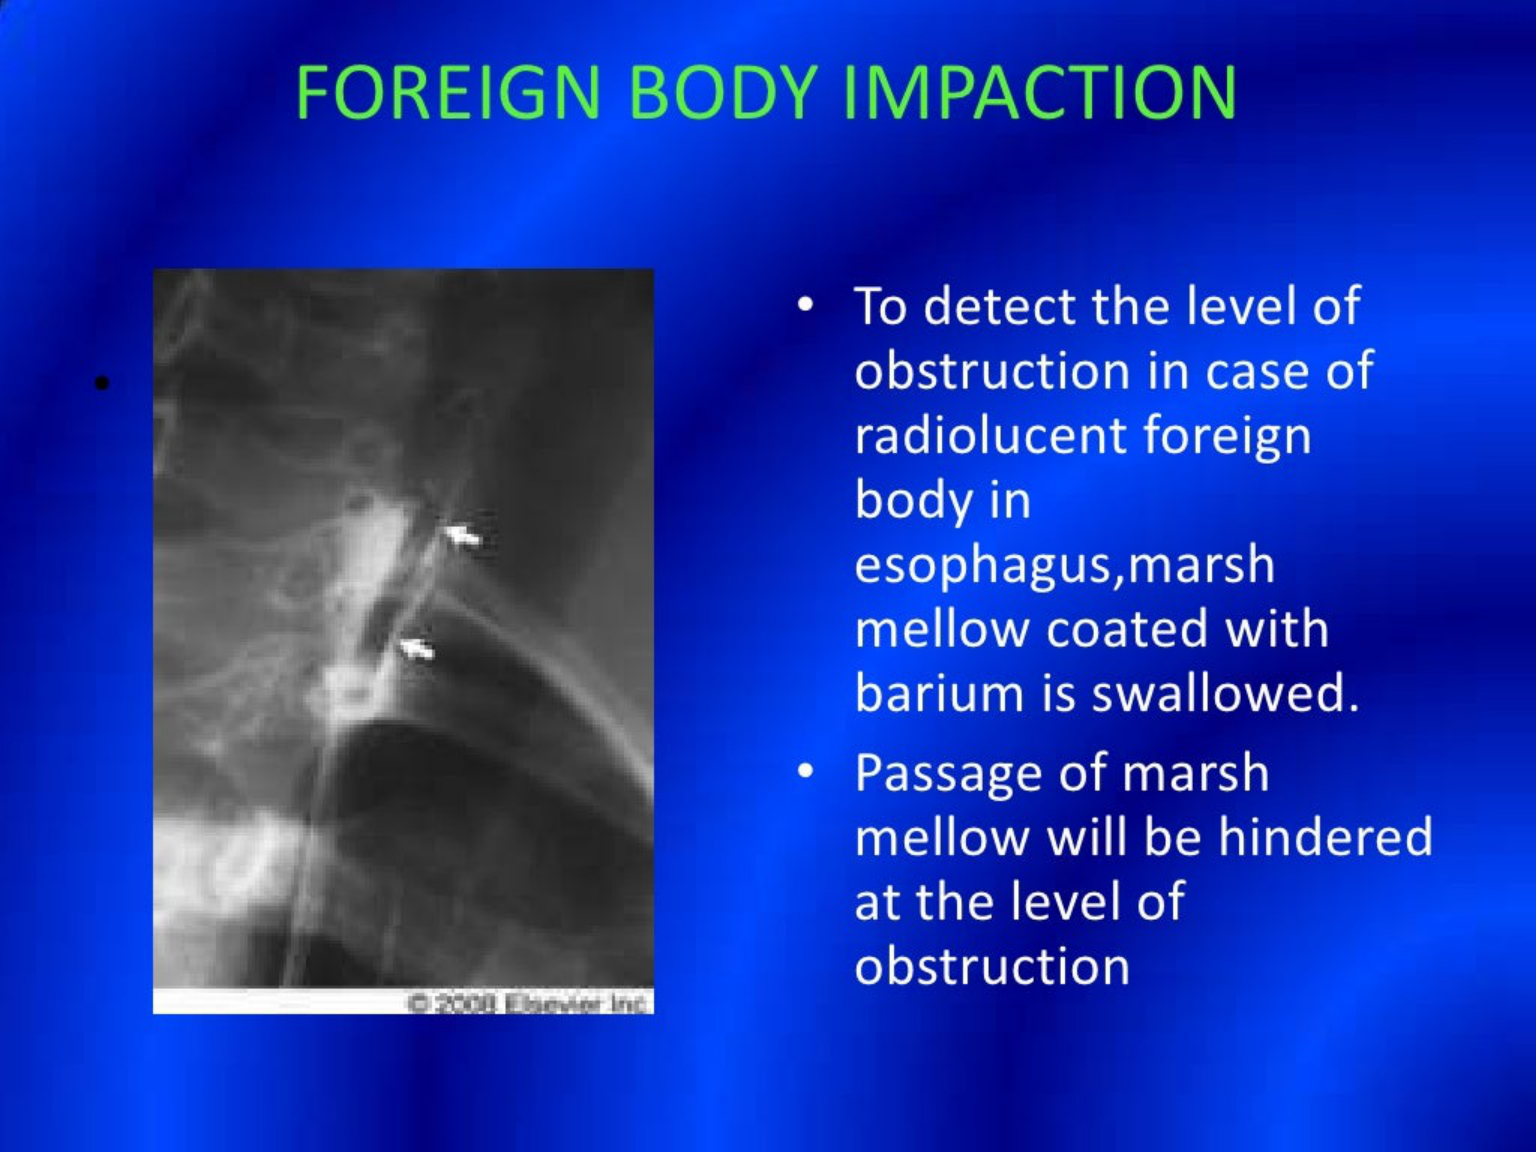 FOREIGN BODY IMPACTION
• To detect the level of
obstruction in case of
radiolucent foreign
body in
esophagus,marsh
mellow coated with
barium is swallowed.
• Passage of marsh
mellow will be hindered
at the level of
obstruction
© 2008 Elsevier Inc